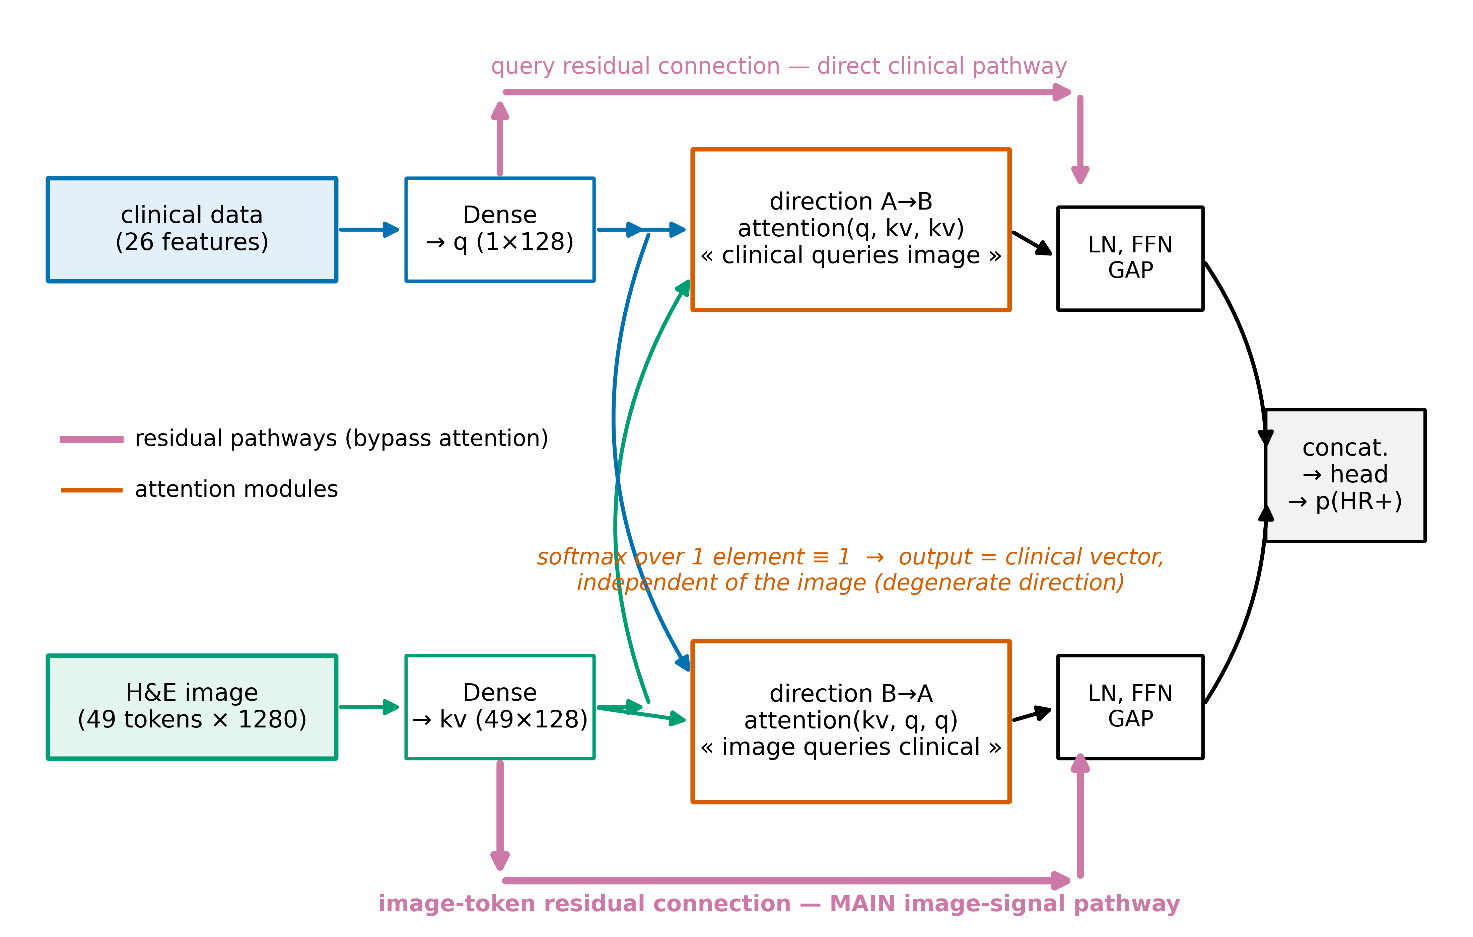 query residual connection — direct clinical pathway
clinical data
(26 features)
Dense
→ q (1×128)
direction A→B
attention(q, kv, kv)
« clinical queries image »
LN, FFN
GAP
residual pathways (bypass attention)
attention modules
concat.
→ head
→ p(HR+)
softmax over 1 element ≡ 1 → output = clinical vector,
independent of the image (degenerate direction)
H&E image
(49 tokens × 1280)
Dense
→ kv (49×128)
direction B→A
attention(kv, q, q)
« image queries clinical »
LN, FFN
GAP
image-token residual connection — MAIN image-signal pathway